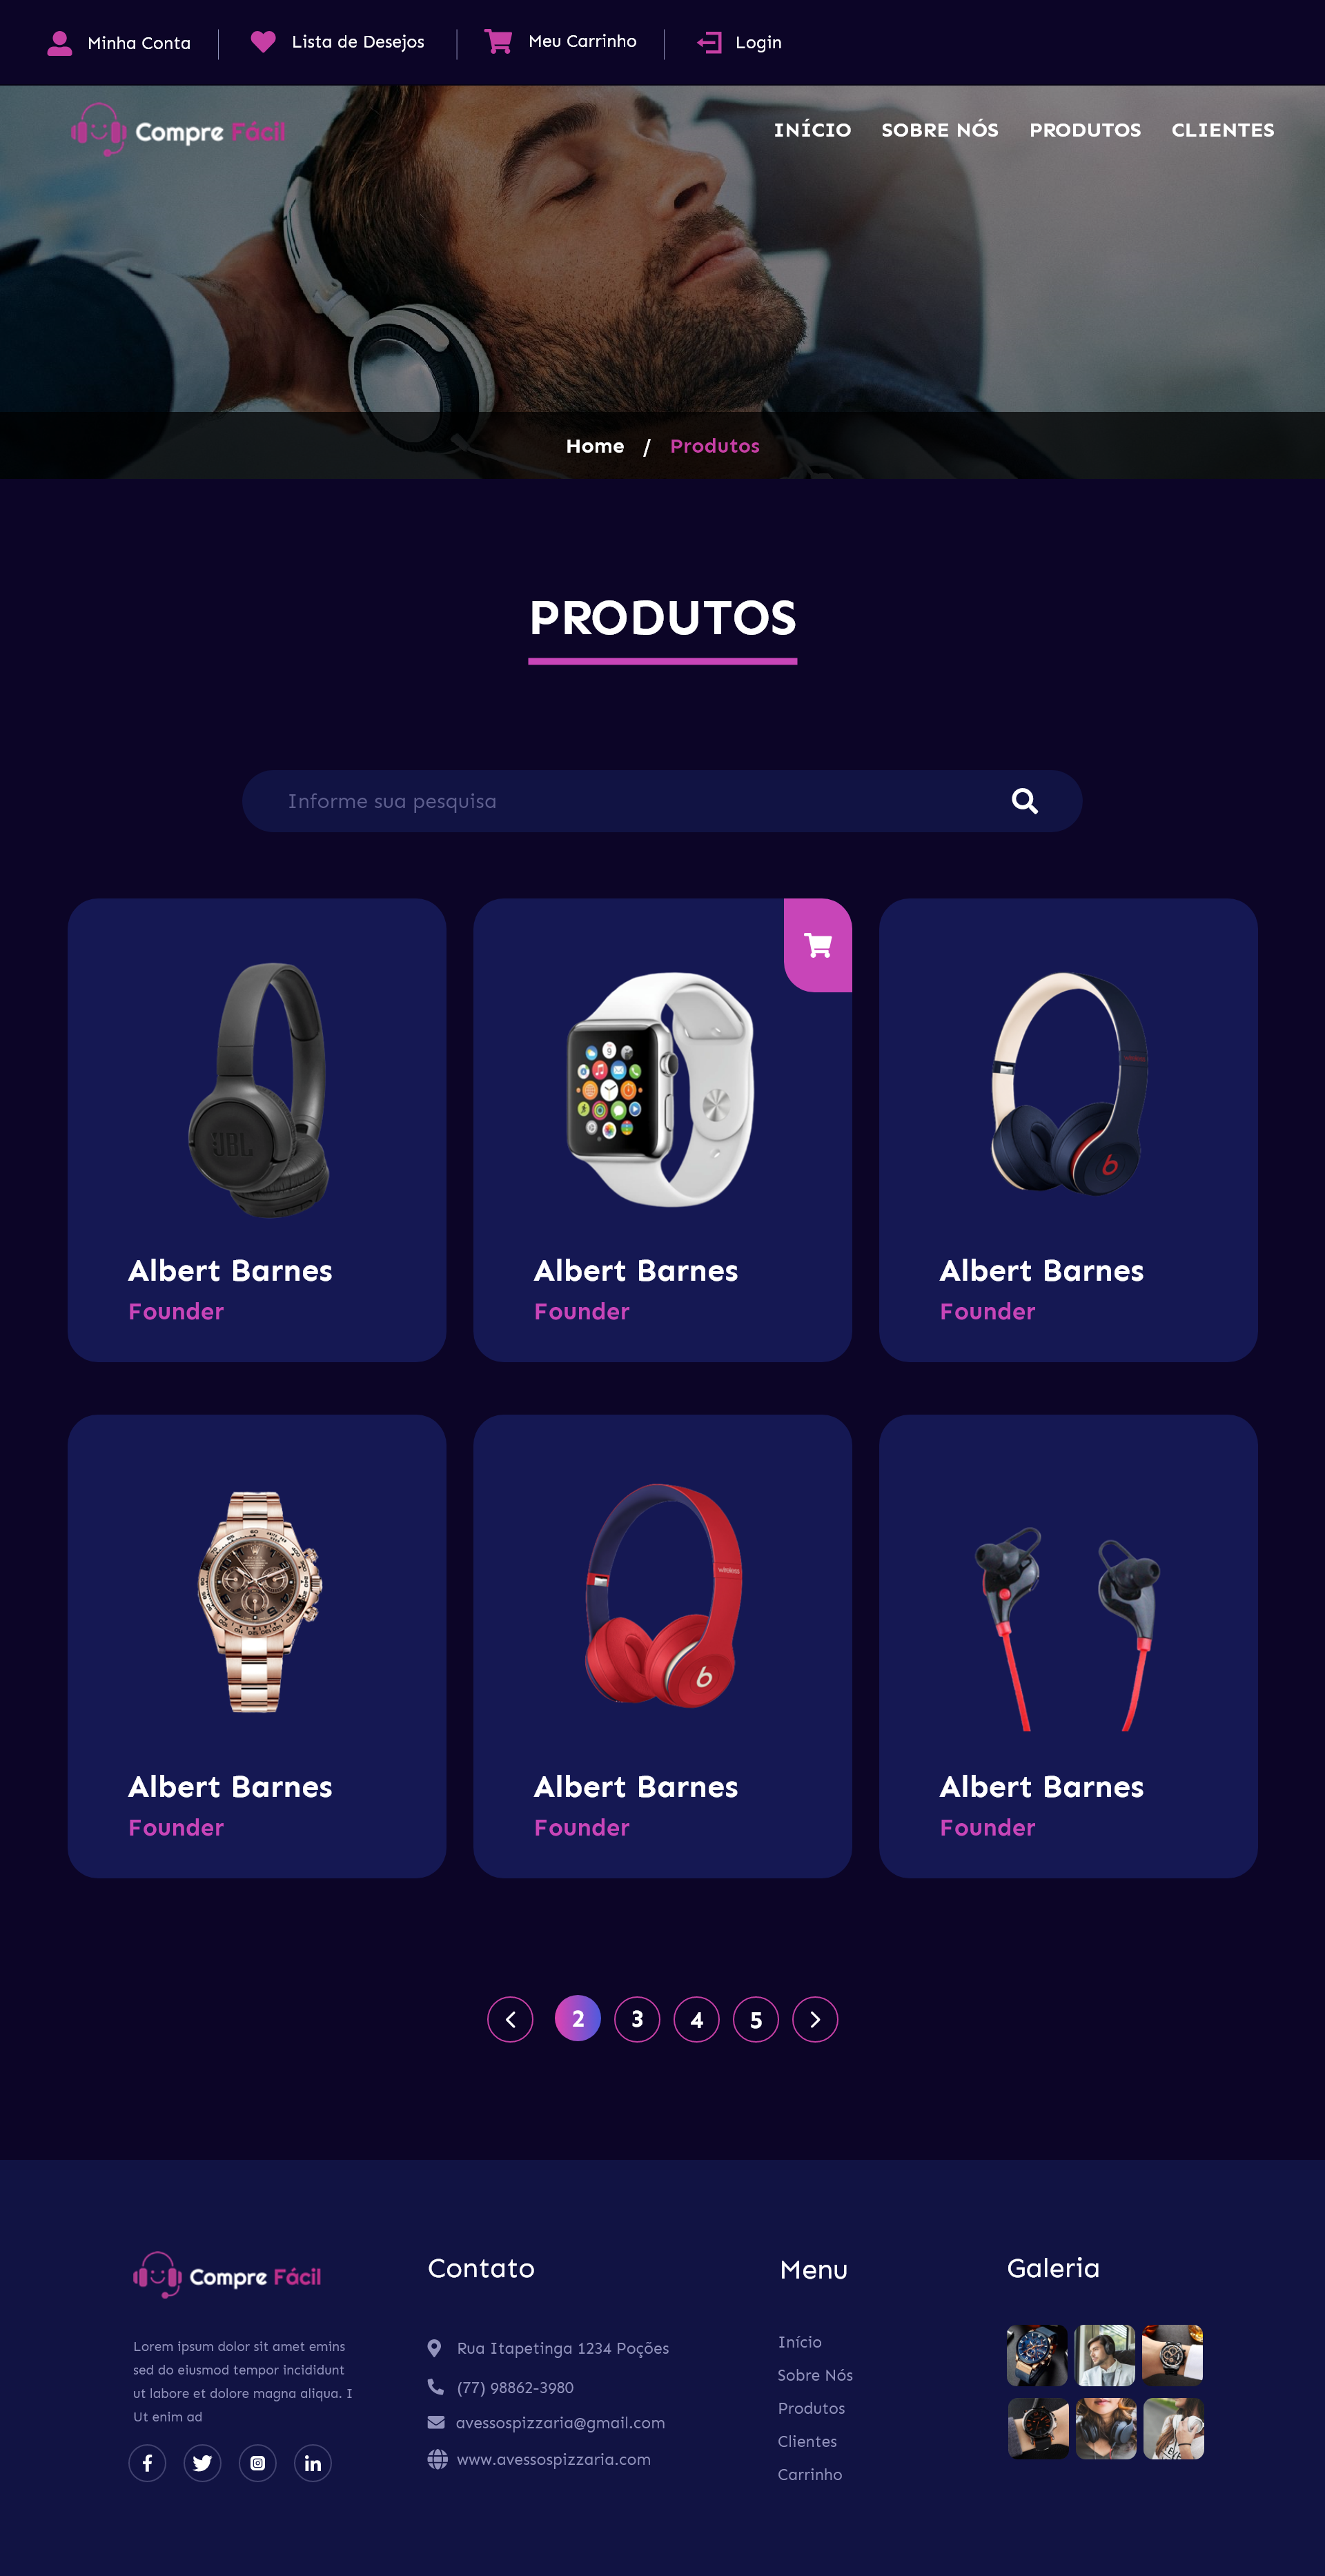 Minha Conta
Lista de Desejos
Meu Carrinho
Login
Compre Fácil
INÍCIO
SOBRE NÓS
PRODUTOS
CLIENTES
Home / Produtos
PRODUTOS
Informe sua pesquisa
JBL
9
wireless
Albert Barnes
Founder
Albert Barnes
Founder
Albert Barnes
Founder
wireless
Albert Barnes
Founder
Albert Barnes
Founder
Albert Barnes
Founder
2
3
4
5
Compre Fácil
Lorem ipsum dolor sit amet emins
sed do eiusmod tempor incididunt
ut labore et dolore magna aliqua. I
Ut enim ad
Contato
Rua Itapetinga 1234 Poções
(77) 98862-3980
avessospizzaria@gmail.com
www.avessospizzaria.com
Menu
Início
Sobre Nós
Produtos
Clientes
Carrinho
Galeria